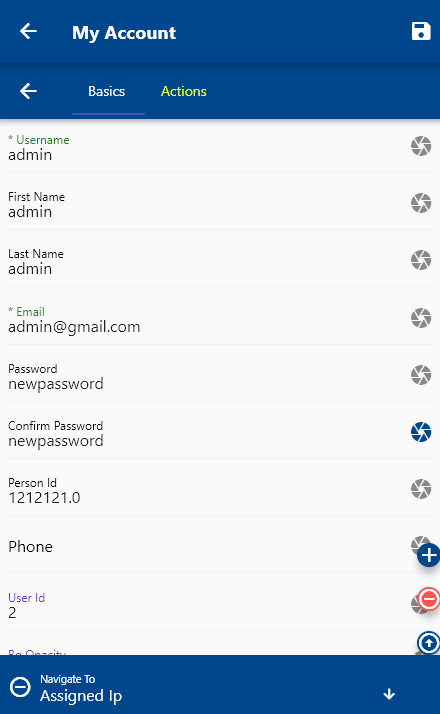 My Account
Basics
Actions
* Username
admin
First Name
admin
Last Name
admin
* Email
admin@gmail.com
Password
newpassword
Confirm Password
newpassword
Person Id
1212121.0
Phone
User Id
2
Bg Opacity
Navigate To
Assigned Ip